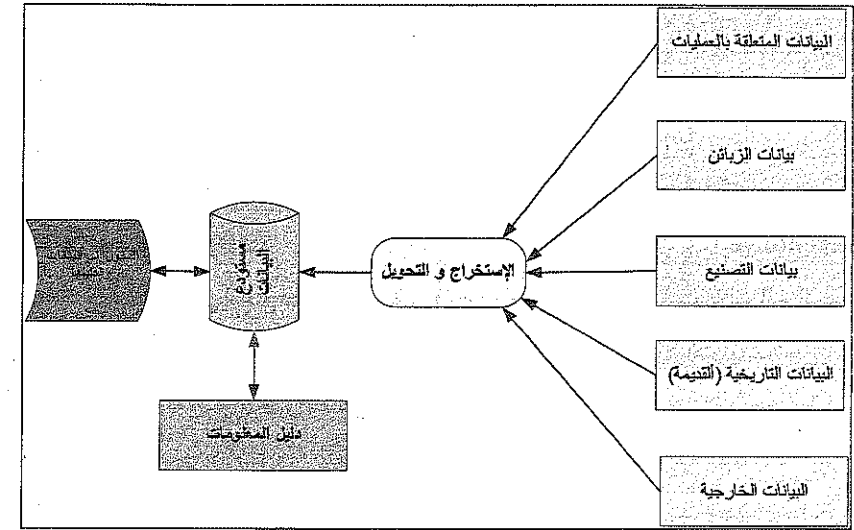 البيانات المتعلقة بالعمليات
بيانات الزبائن
بيانات التصنيع
البيانات التاريخية (القديمة)
البيانات الخارجية
الإستخراج و التحويل
مستودع
البيانات
دليل المعلومات